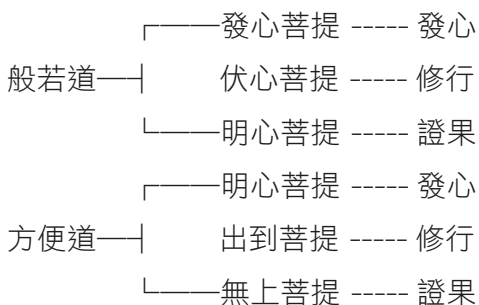 ┌──發心菩提 ----- 發心
般若道─┤ 伏心菩提 ----- 修行
└──明心菩提 ----- 證果
┌──明心菩提 ----- 發心
方便道─┤ 出到菩提 ----- 修行
└──無上菩提 ----- 證果